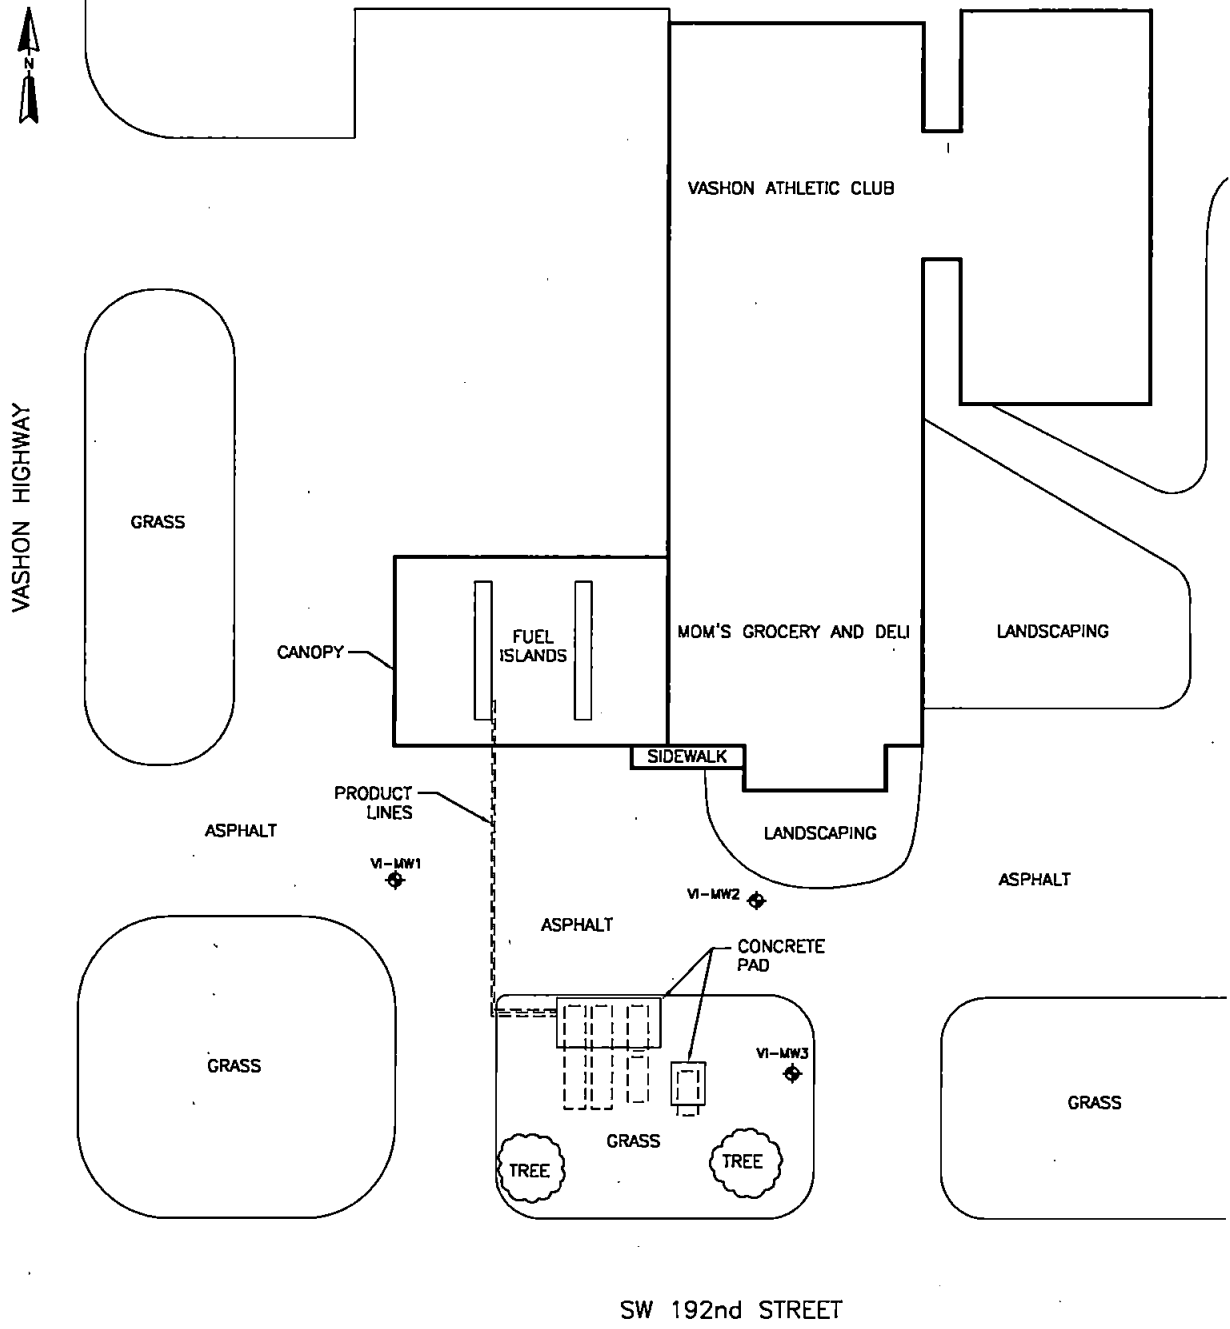 N
VASHON ATHLETIC CLUB
VASHON HIGHWAY
GRASS
FUEL
ISLANDS
MOM'S GROCERY AND DELI
LANDSCAPING
CANOPY
SIDEWALK
PRODUCT
LINES
ASPHALT
LANDSCAPING
VI-MW1
ASPHALT
VI-MW2
ASPHALT
CONCRETE
PAD
VI-MW3
GRASS
GRASS
GRASS
TREE
TREE
SW 192nd STREET